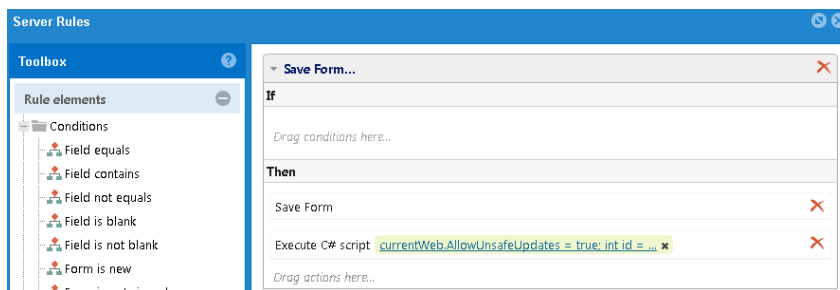 Server Rules
Toolbox
Rule elements
Conditions
Field equals
Field contains
Field not equals
Field is blank
Field is not blank
Form is new
Save Form...
If
Drag conditions here...
Then
Save Form
Execute C# script currentWeb.AllowUnsafeUpdates = true; int id = ...
Drag actions here...